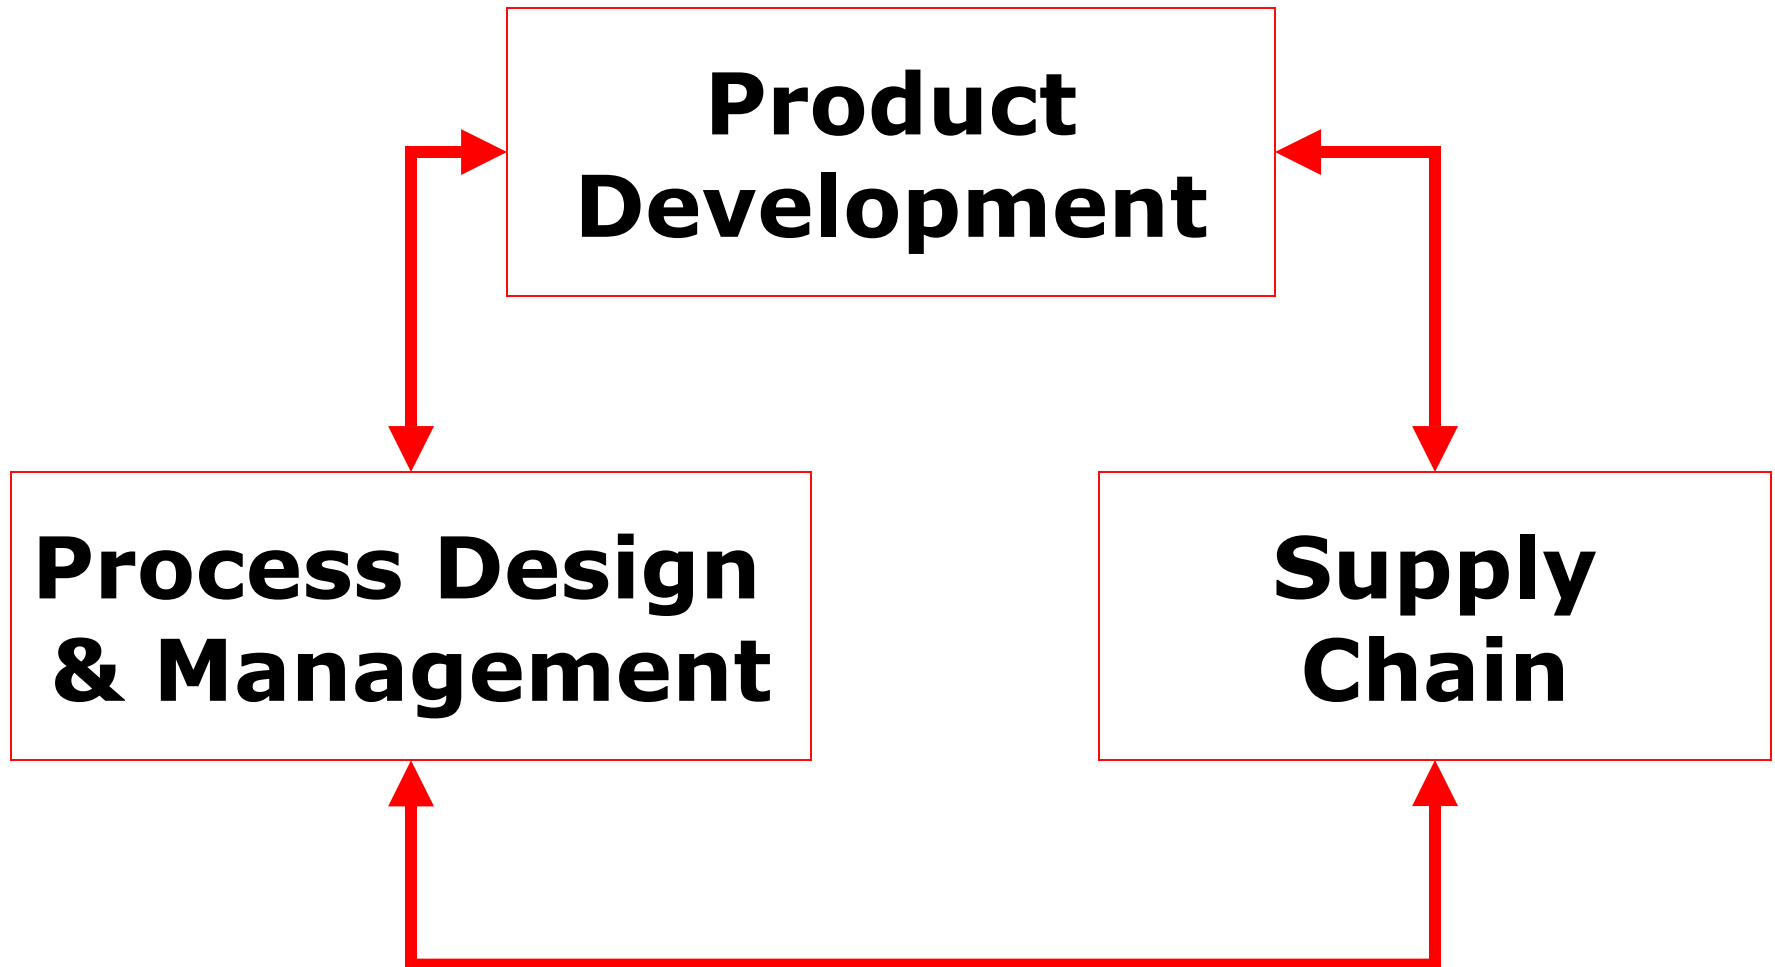 Product
Development
Process Design
& Management
Supply
Chain